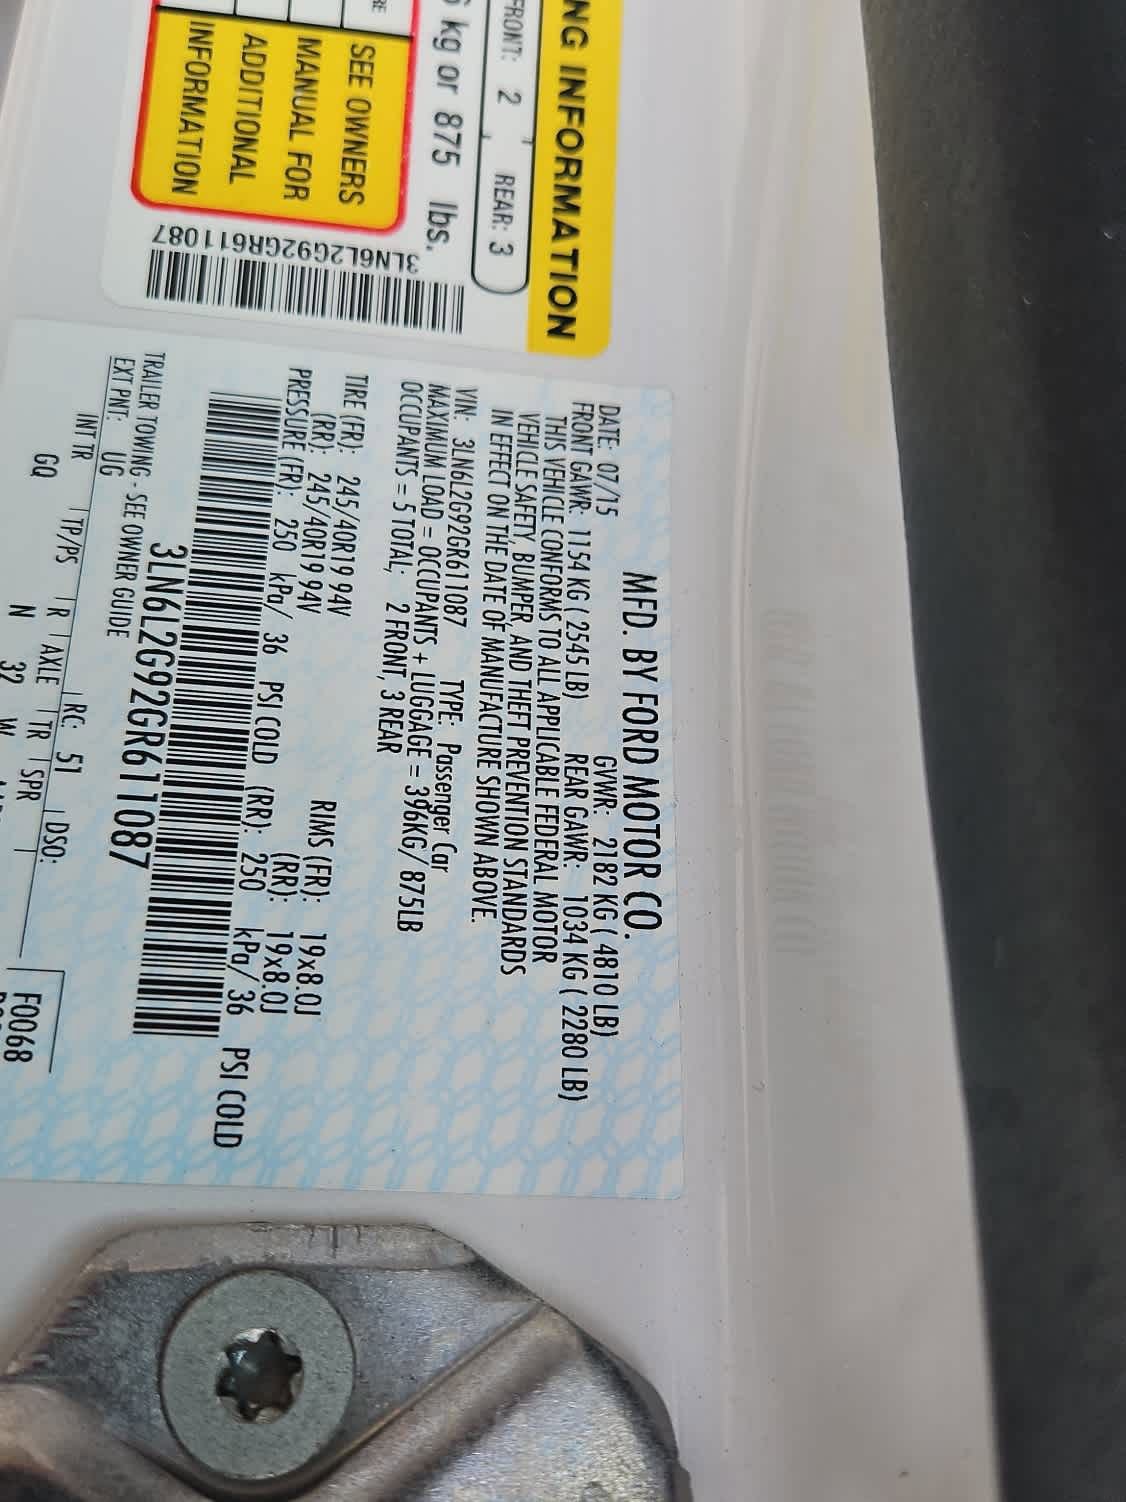 NG INFORMATION
FRONT: 2
REAR: 3
kg or 875 lbs.
SEE OWNERS
MANUAL FOR
ADDITIONAL
INFORMATION
3LN6L2G92GR611087
MFD. BY FORD MOTOR CO.
DATE: 07/15 GVWR: 2182 KG ( 4810 LB)
FRONT GAWR: 1154 KG ( 2545 LB) REAR GAWR: 1034 KG ( 2280 LB)
THIS VEHICLE CONFORMS TO ALL APPLICABLE FEDERAL MOTOR
VEHICLE SAFETY, BUMPER, AND THEFT PREVENTION STANDARDS
IN EFFECT ON THE DATE OF MANUFACTURE SHOWN ABOVE.
VIN: 3LN6L2G92GR611087 TYPE: Passenger Car
MAXIMUM LOAD = OCCUPANTS + LUGGAGE = 396KG/ 875LB
OCCUPANTS = 5 TOTAL; 2 FRONT, 3 REAR
TIRE (FR): 245/40R19 94V RIMS (FR): 19x8.0J
(RR): 245/40R19 94V (RR): 19x8.0J
PRESSURE (FR): 250 kPa/ 36 PSI COLD (RR): 250 kPa/ 36 PSI COLD
3LN6L2G92GR611087
TRAILER TOWING - SEE OWNER GUIDE
EXT PNT: UG RC: 51 DSO:
INT TR TP/PS R AXLE TR SPR F0068
GQ N 32 W